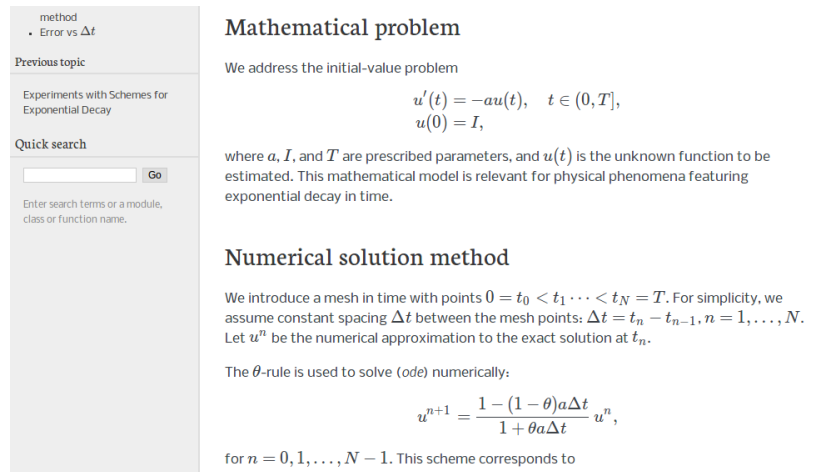 method
• Error vs Δt
Previous topic
Experiments with Schemes for
Exponential Decay
Quick search
Go
Enter search terms or a module,
class or function name.
Mathematical problem
We address the initial-value problem
u′(t) = −au(t), t ∈ (0, T],
u(0) = I,
where a, I, and T are prescribed parameters, and u(t) is the unknown function to be
estimated. This mathematical model is relevant for physical phenomena featuring
exponential decay in time.
Numerical solution method
We introduce a mesh in time with points 0 = t₀ < t₁ ⋯ < t_N = T. For simplicity, we
assume constant spacing Δt between the mesh points: Δt = tₙ − tₙ₋₁, n = 1, …, N.
Let uⁿ be the numerical approximation to the exact solution at tₙ.
The θ-rule is used to solve (ode) numerically:
uⁿ⁺¹ = (1 − (1 − θ)aΔt) / (1 + θaΔt) uⁿ,
for n = 0, 1, …, N − 1. This scheme corresponds to